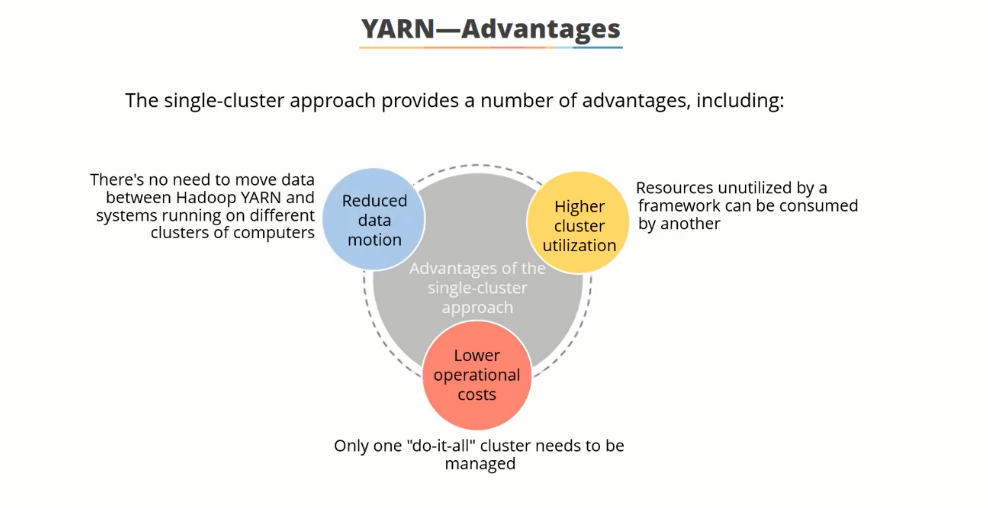 YARN—Advantages
The single-cluster approach provides a number of advantages, including:
There's no need to move data
between Hadoop YARN and
systems running on different
clusters of computers
Reduced
data
motion
Higher
cluster
utilization
Resources unutilized by a
framework can be consumed
by another
Advantages of the
single-cluster
approach
Lower
operational
costs
Only one "do-it-all" cluster needs to be
managed